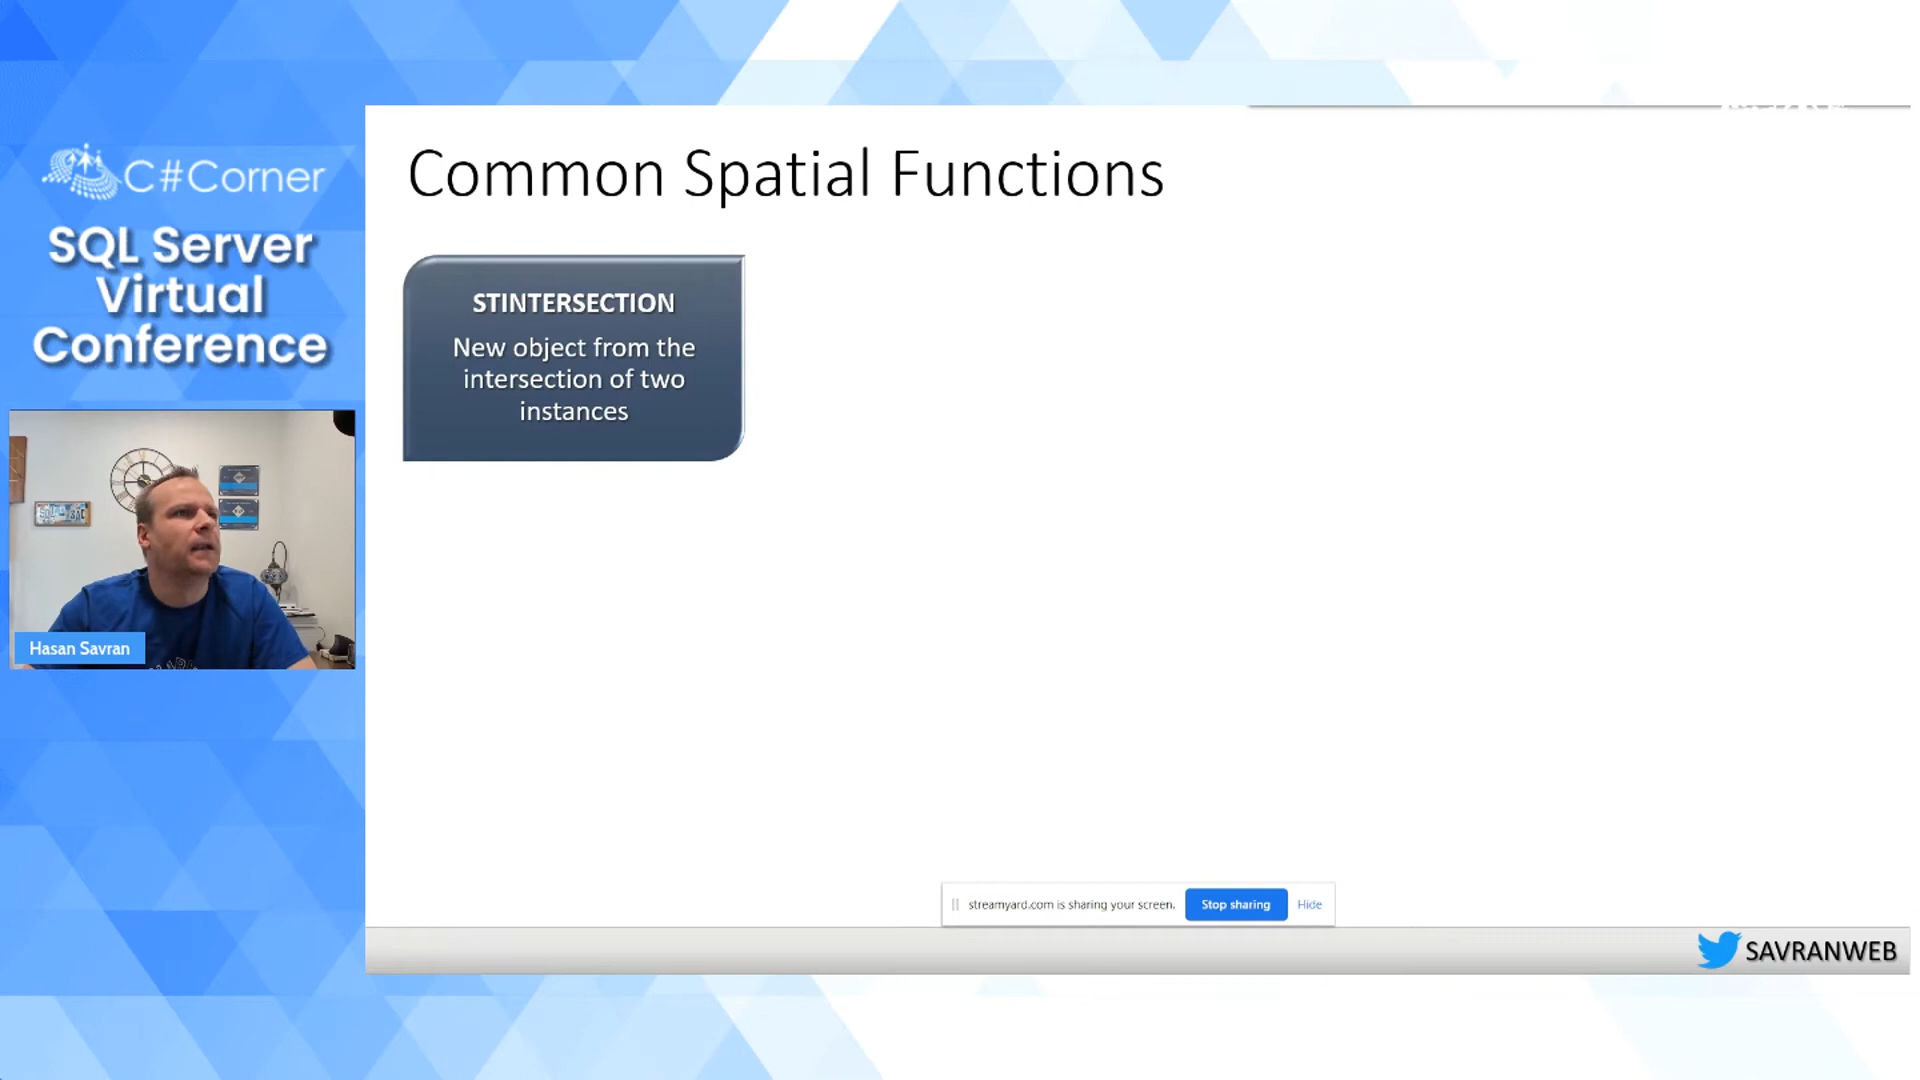 C#Corner
SQL Server
Virtual
Conference
Hasan Savran
Common Spatial Functions
STINTERSECTION
New object from the
intersection of two
instances
streamyard.com is sharing your screen.
Stop sharing
Hide
SAVRANWEB